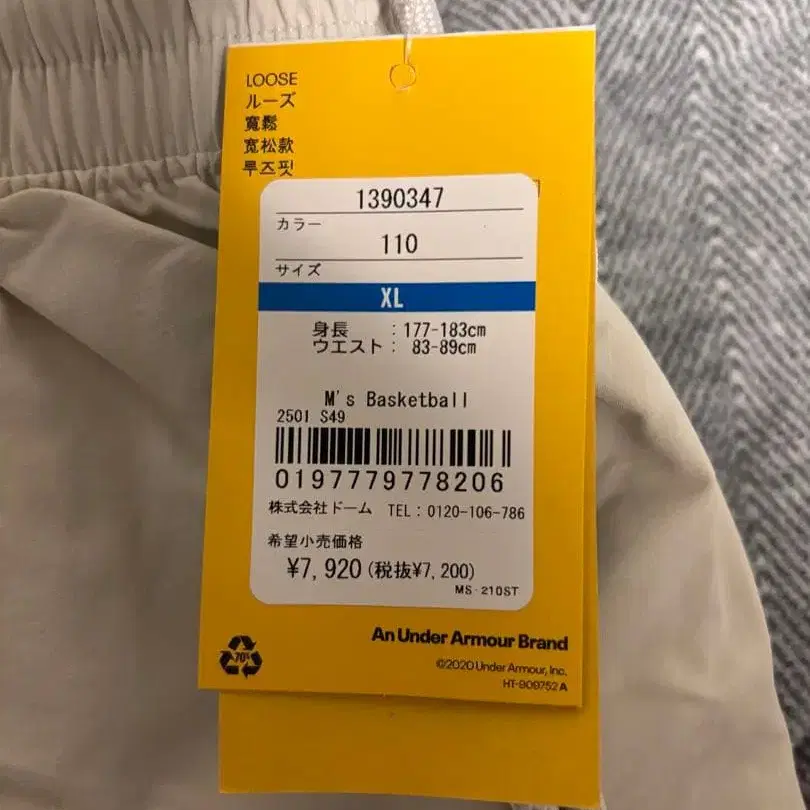 LOOSE
ルーズ
寬鬆
宽松款
루즈핏
1390347
カラー
110
サイズ
XL
身長 :177-183cm
ウエスト: 83-89cm
M's Basketball
2501 S49
0197779778206
株式会社ドーム TEL:0120-106-786
希望小売価格
¥7,920(税抜¥7,200)
MS-210ST
An Under Armour Brand
70%
©2020 Under Armour, Inc.
HT-909752 A